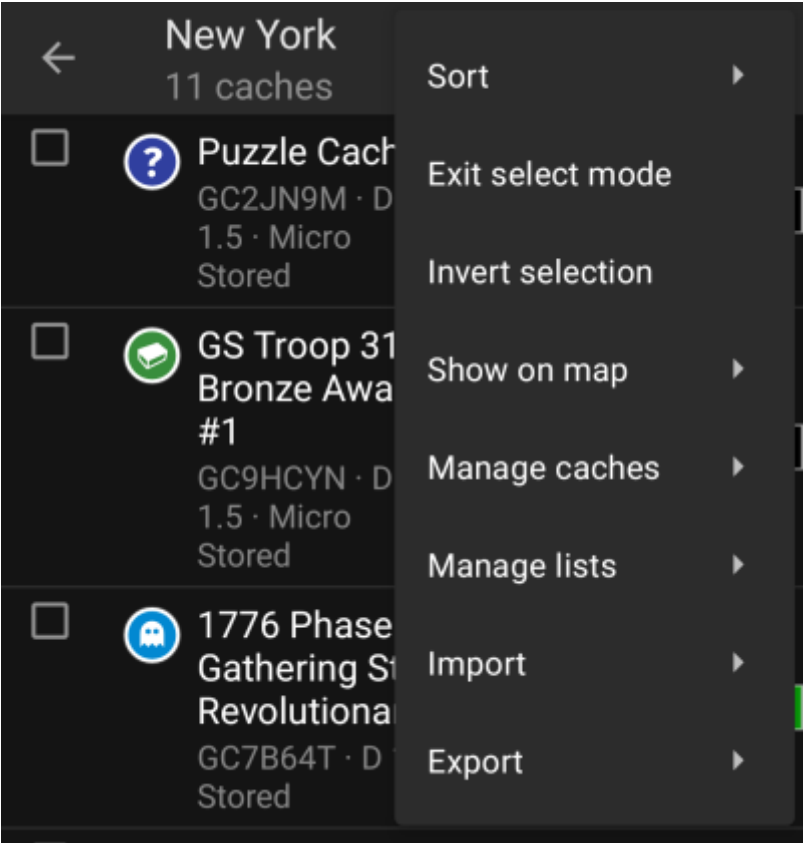 New York
11 caches
Sort
Exit select mode
Invert selection
Show on map
Manage caches
Manage lists
Import
Export
? Puzzle Cach
GC2JN9M · D
1.5 · Micro
Stored
GS Troop 31
Bronze Awa
#1
GC9HCYN · D
1.5 · Micro
Stored
1776 Phase
Gathering St
Revolutiona
GC7B64T · D
Stored